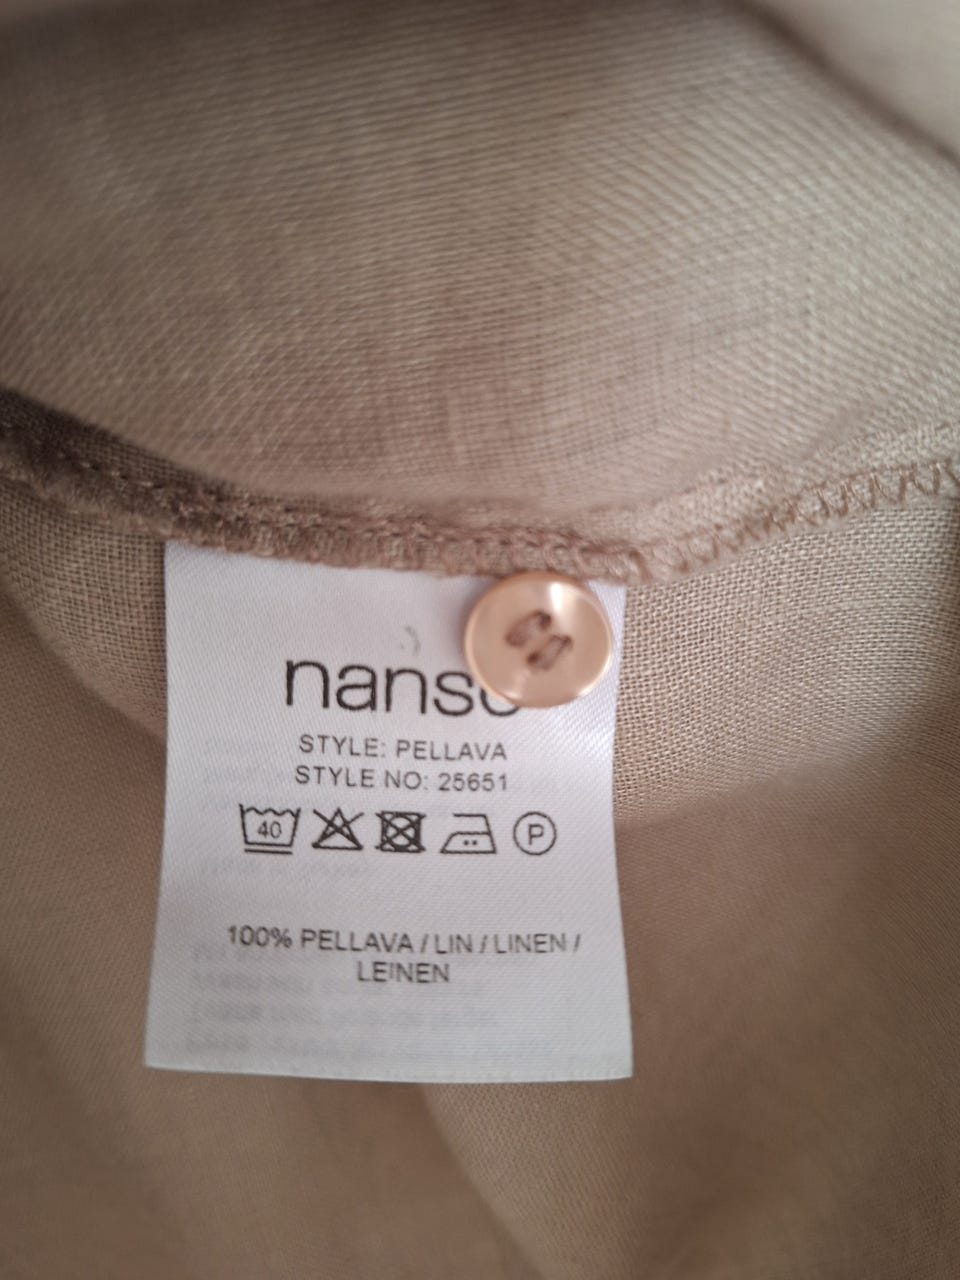 nanso
STYLE: PELLAVA
STYLE NO: 25651
40 P
100% PELLAVA / LIN / LINEN /
LEINEN